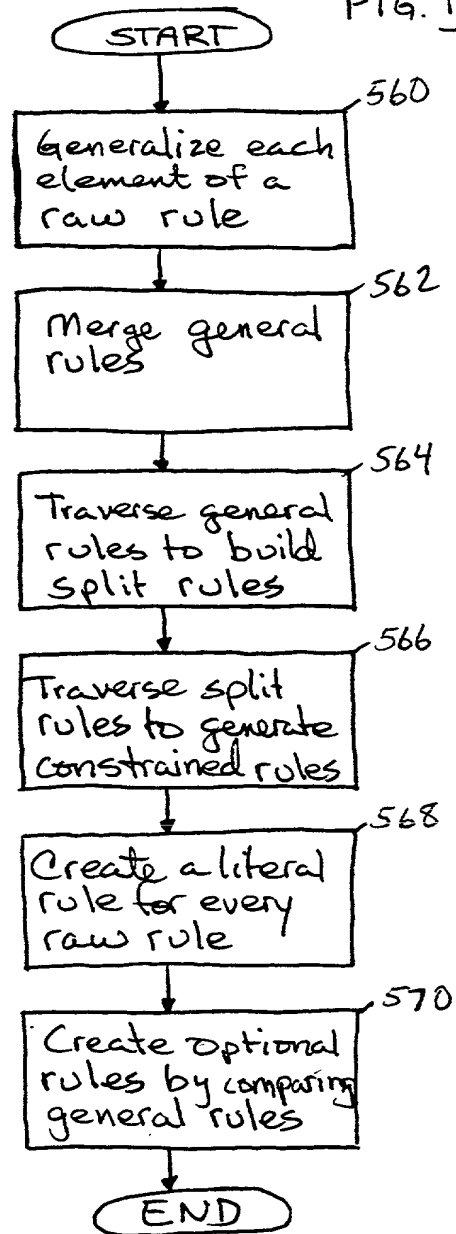 FIG. 1
START
560
Generalize each
element of a
raw rule
562
Merge general
rules
564
Traverse general
rules to build
split rules
566
Traverse split
rules to generate
constrained rules
568
Create a literal
rule for every
raw rule
570
Create optional
rules by comparing
general rules
END